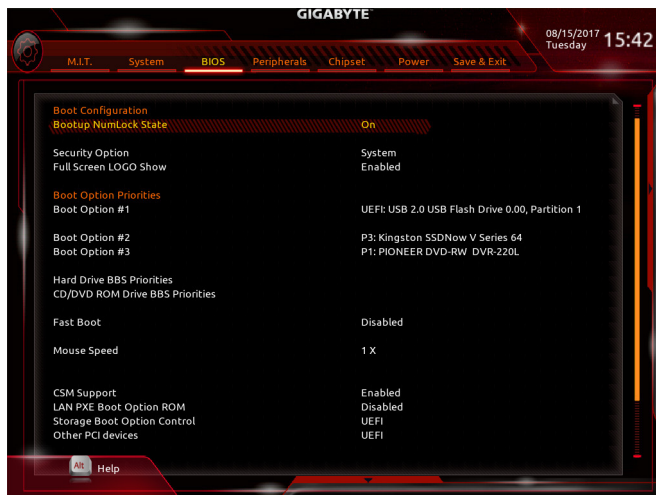 GIGABYTE™
08/15/2017
Tuesday
15:42
M.I.T. System BIOS Peripherals Chipset Power Save & Exit
Boot Configuration
Bootup NumLock State On
Security Option System
Full Screen LOGO Show Enabled
Boot Option Priorities
Boot Option #1 UEFI: USB 2.0 USB Flash Drive 0.00, Partition 1
Boot Option #2 P3: Kingston SSDNow V Series 64
Boot Option #3 P1: PIONEER DVD-RW DVR-220L
Hard Drive BBS Priorities
CD/DVD ROM Drive BBS Priorities
Fast Boot Disabled
Mouse Speed 1 X
CSM Support Enabled
LAN PXE Boot Option ROM Disabled
Storage Boot Option Control UEFI
Other PCI devices UEFI
Alt Help